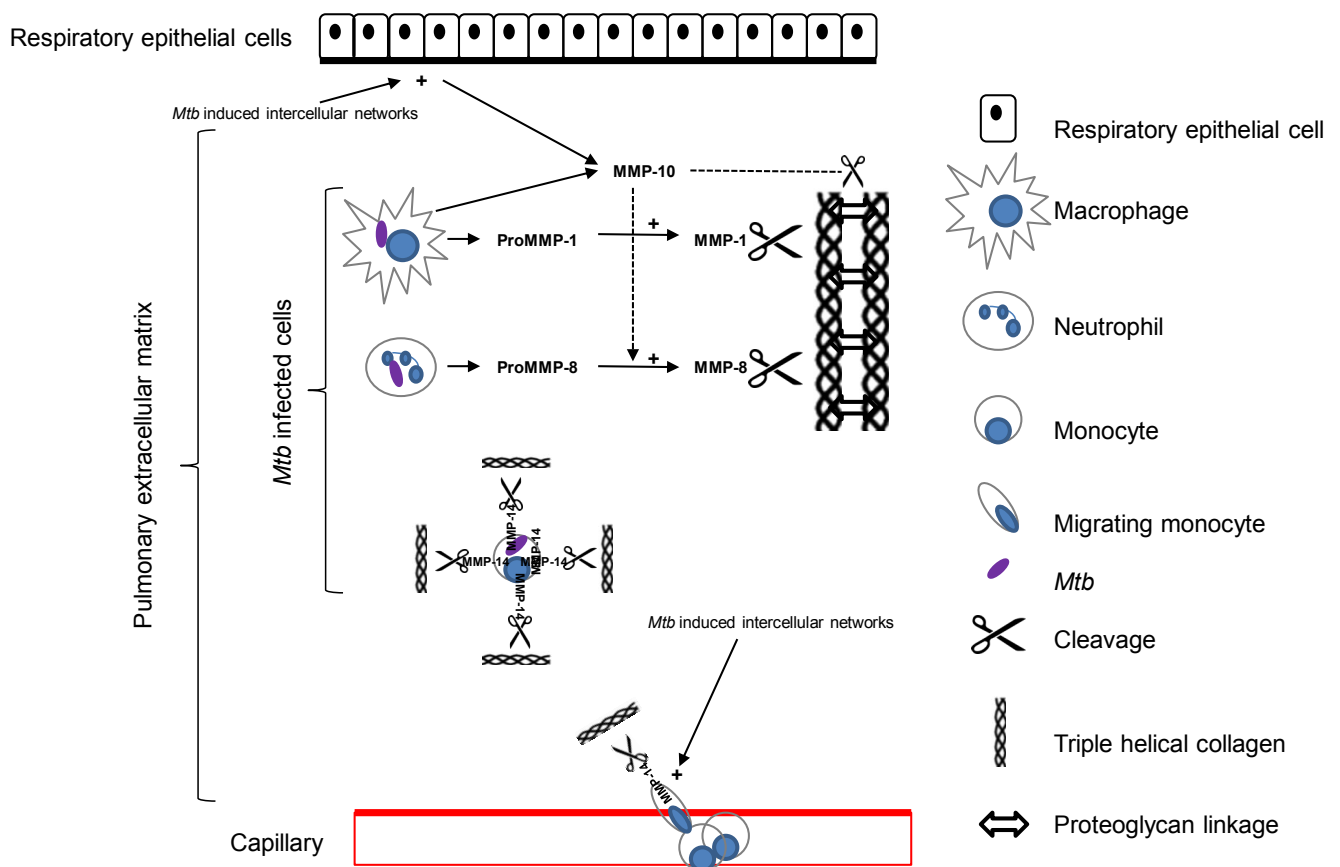 Respiratory epithelial cells
+
Mtb induced intercellular networks
MMP-10
+
ProMMP-1
MMP-1
ProMMP-8
+
MMP-8
Pulmonary extracellular matrix
Mtb infected cells
MMP-14
MMP-14
MMP-14
MMP-14
MMP-14
Mtb induced intercellular networks
MMP-14
+
Capillary
Respiratory epithelial cell
Macrophage
Neutrophil
Monocyte
Migrating monocyte
Mtb
Cleavage
Triple helical collagen
Proteoglycan linkage